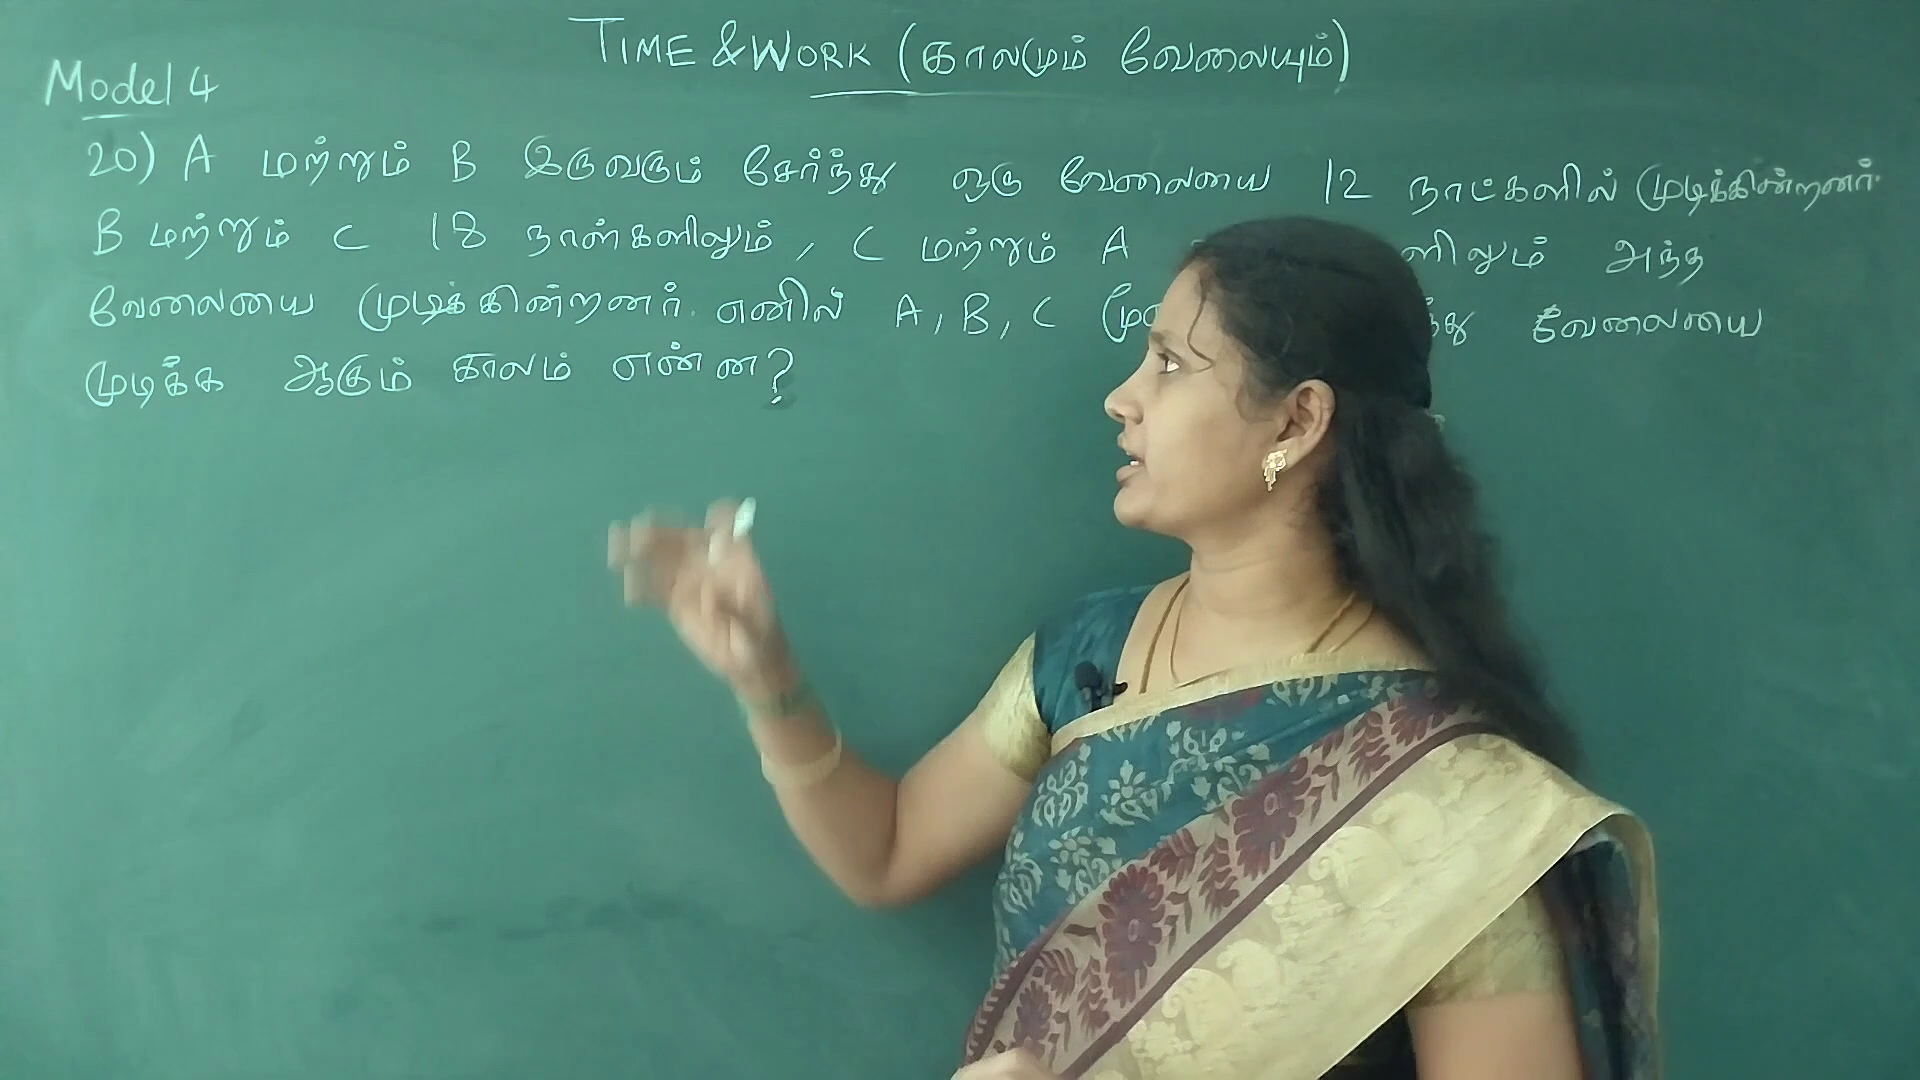 TIME & WORK (காலமும் வேலையும்)
Model 4
20) A மற்றும் B இருவரும் சேர்ந்து ஒரு வேலையை 12 நாட்களில் முடிக்கின்றனர்.
B மற்றும் C 18 நாள்களிலும், C மற்றும் A அந்த
வேலையை முடிக்கின்றனர். எனில் A, B, C வேலையை
முடிக்க ஆகும் காலம் என்ன?